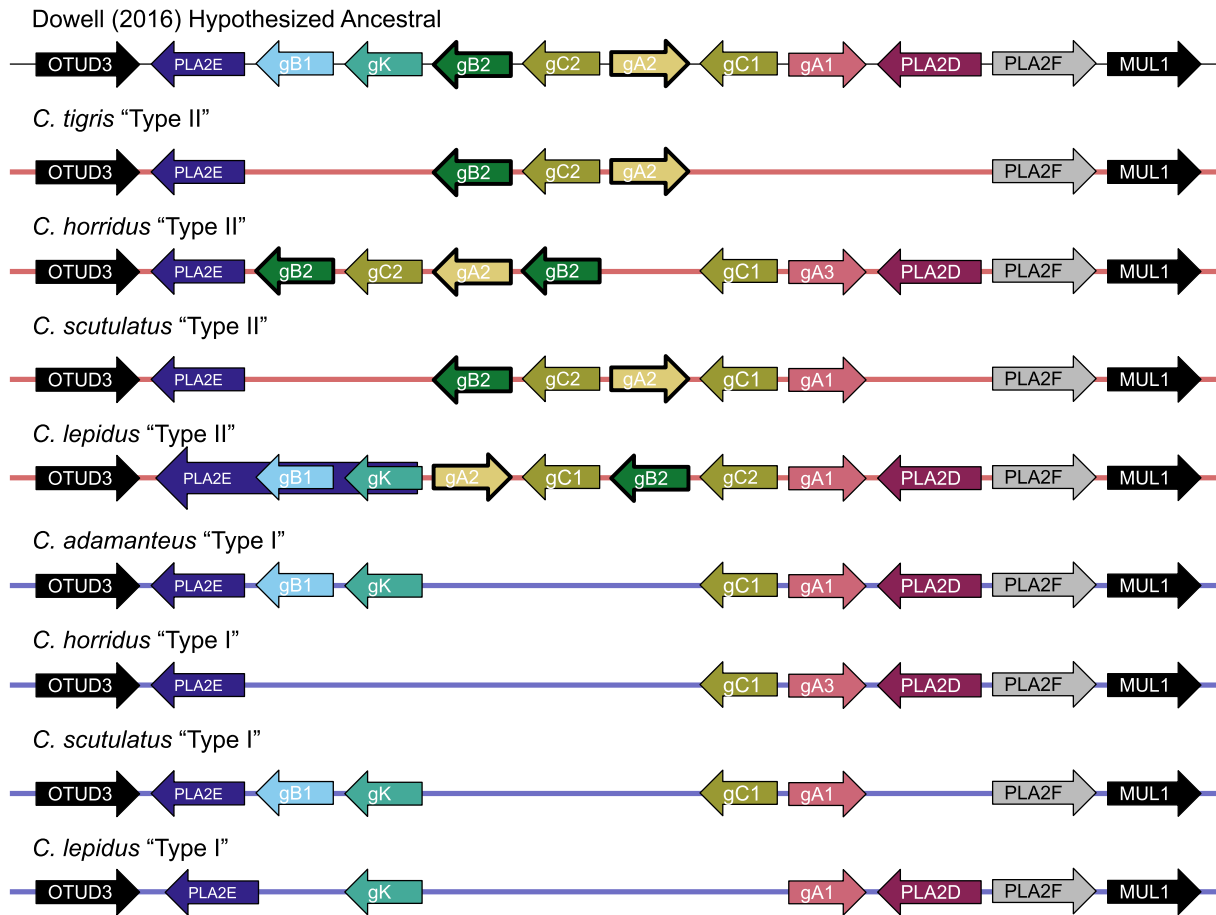 Dowell (2016) Hypothesized Ancestral
OTUD3 PLA2E gB1 gK gB2 gC2 gA2 gC1 gA1 PLA2D PLA2F MUL1
C. tigris “Type II”
OTUD3 PLA2E gB2 gC2 gA2 PLA2F MUL1
C. horridus “Type II”
OTUD3 PLA2E gB2 gC2 gA2 gB2 gC1 gA3 PLA2D PLA2F MUL1
C. scutulatus “Type II”
OTUD3 PLA2E gB2 gC2 gA2 gC1 gA1 PLA2F MUL1
C. lepidus “Type II”
OTUD3 PLA2E gB1 gK gA2 gC1 gB2 gC2 gA1 PLA2D PLA2F MUL1
C. adamanteus “Type I”
OTUD3 PLA2E gB1 gK gC1 gA1 PLA2D PLA2F MUL1
C. horridus “Type I”
OTUD3 PLA2E gC1 gA3 PLA2D PLA2F MUL1
C. scutulatus “Type I”
OTUD3 PLA2E gB1 gK gC1 gA1 PLA2F MUL1
C. lepidus “Type I”
OTUD3 PLA2E gK gA1 PLA2D PLA2F MUL1